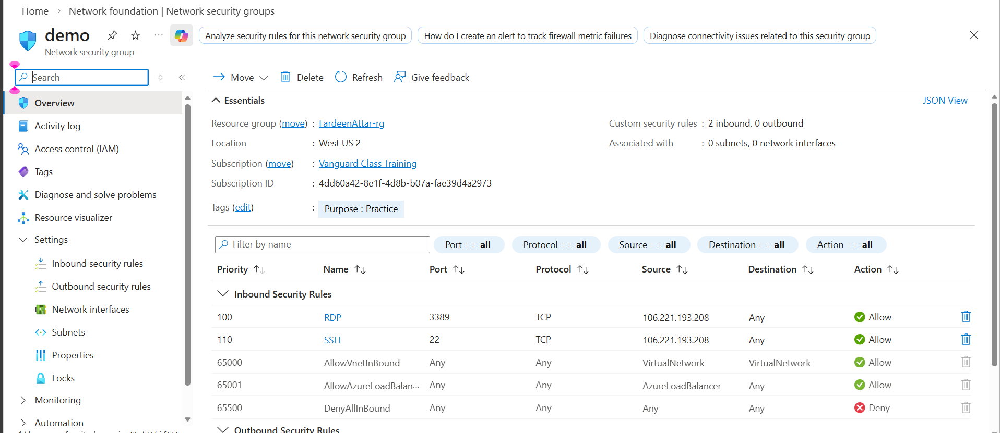 Home > Network foundation | Network security groups
demo
Analyze security rules for this network security group
How do I create an alert to track firewall metric failures
Diagnose connectivity issues related to this security group
Network security group
Search
Move
Delete
Refresh
Give feedback
Overview
Activity log
Access control (IAM)
Tags
Diagnose and solve problems
Resource visualizer
Settings
Inbound security rules
Outbound security rules
Network interfaces
Subnets
Properties
Locks
Monitoring
Automation
Essentials
JSON View
Resource group (move) : FardeenAttar-rg
Location : West US 2
Subscription (move) : Vanguard Class Training
Subscription ID : 4dd60a42-8e1f-4d8b-b07a-fae39d4a2973
Tags (edit) : Purpose : Practice
Custom security rules : 2 inbound, 0 outbound
Associated with : 0 subnets, 0 network interfaces
Filter by name
Port == all
Protocol == all
Source == all
Destination == all
Action == all
Priority Name Port Protocol Source Destination Action
Inbound Security Rules
100 RDP 3389 TCP 106.221.193.208 Any Allow
110 SSH 22 TCP 106.221.193.208 Any Allow
65000 AllowVnetInBound Any Any VirtualNetwork VirtualNetwork Allow
65001 AllowAzureLoadBalan... Any Any AzureLoadBalancer Any Allow
65500 DenyAllInBound Any Any Any Any Deny
Outbound Security Rules